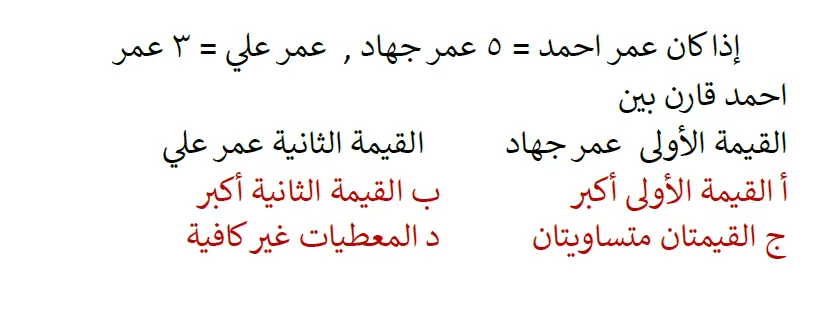 إذا كان عمر احمد = ٥ عمر جهاد , عمر علي = ٣ عمر
احمد قارن بين
القيمة الأولى عمر جهاد القيمة الثانية عمر علي
أ القيمة الأولى أكبر ب القيمة الثانية أكبر
ج القيمتان متساويتان د المعطيات غير كافية